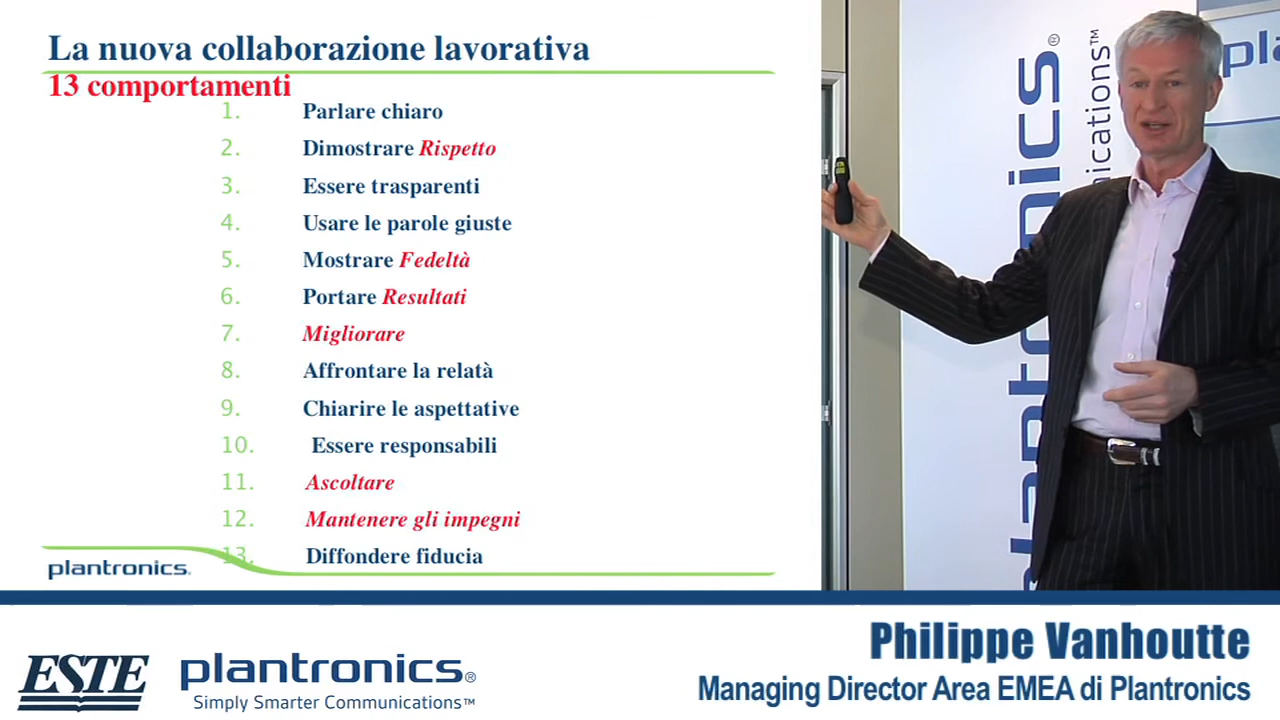 La nuova collaborazione lavorativa
13 comportamenti
1. Parlare chiaro
2. Dimostrare Rispetto
3. Essere trasparenti
4. Usare le parole giuste
5. Mostrare Fedeltà
6. Portare Resultati
7. Migliorare
8. Affrontare la relatà
9. Chiarire le aspettative
10. Essere responsabili
11. Ascoltare
12. Mantenere gli impegni
13. Diffondere fiducia
plantronics.
plantronics®
nications™
pla
Philippe Vanhoutte
Managing Director Area EMEA di Plantronics
ESTE
plantronics®
Simply Smarter Communications™